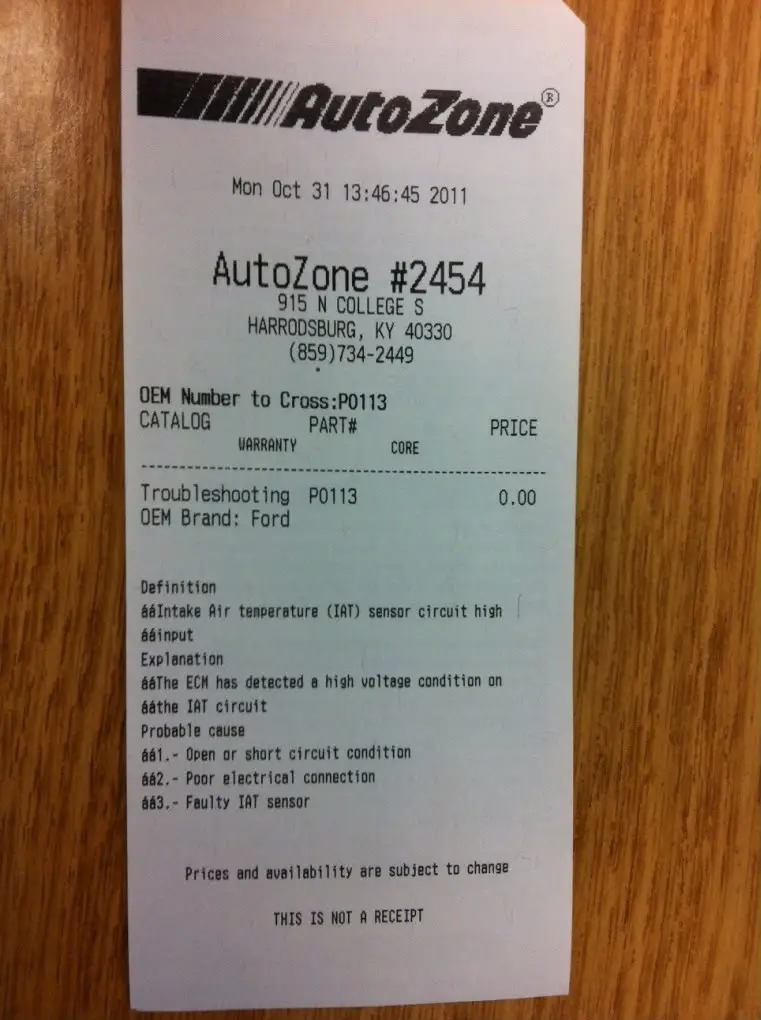 AutoZone®
Mon Oct 31 13:46:45 2011
AutoZone #2454
915 N COLLEGE S
HARRODSBURG, KY 40330
(859)734-2449
OEM Number to Cross:P0113
CATALOG PART# PRICE
WARRANTY CORE
--------------------------------------------------
Troubleshooting P0113 0.00
OEM Brand: Ford
Definition
ááIntake Air temperature (IAT) sensor circuit high
ááinput
Explanation
ááThe ECM has detected a high voltage condition on
ááthe IAT circuit
Probable cause
áá1.- Open or short circuit condition
áá2.- Poor electrical connection
áá3.- Faulty IAT sensor
Prices and availability are subject to change
THIS IS NOT A RECEIPT